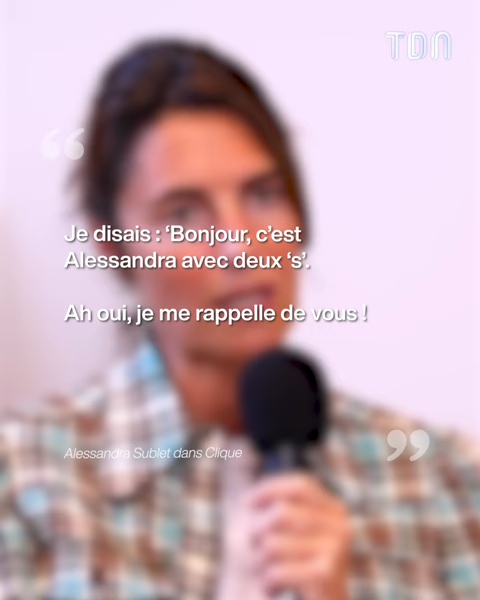 TDN
“
Je disais : ‘Bonjour, c’est
Alessandra avec deux ‘s’.
Ah oui, je me rappelle de vous !
Alessandra Sublet dans Clique
”